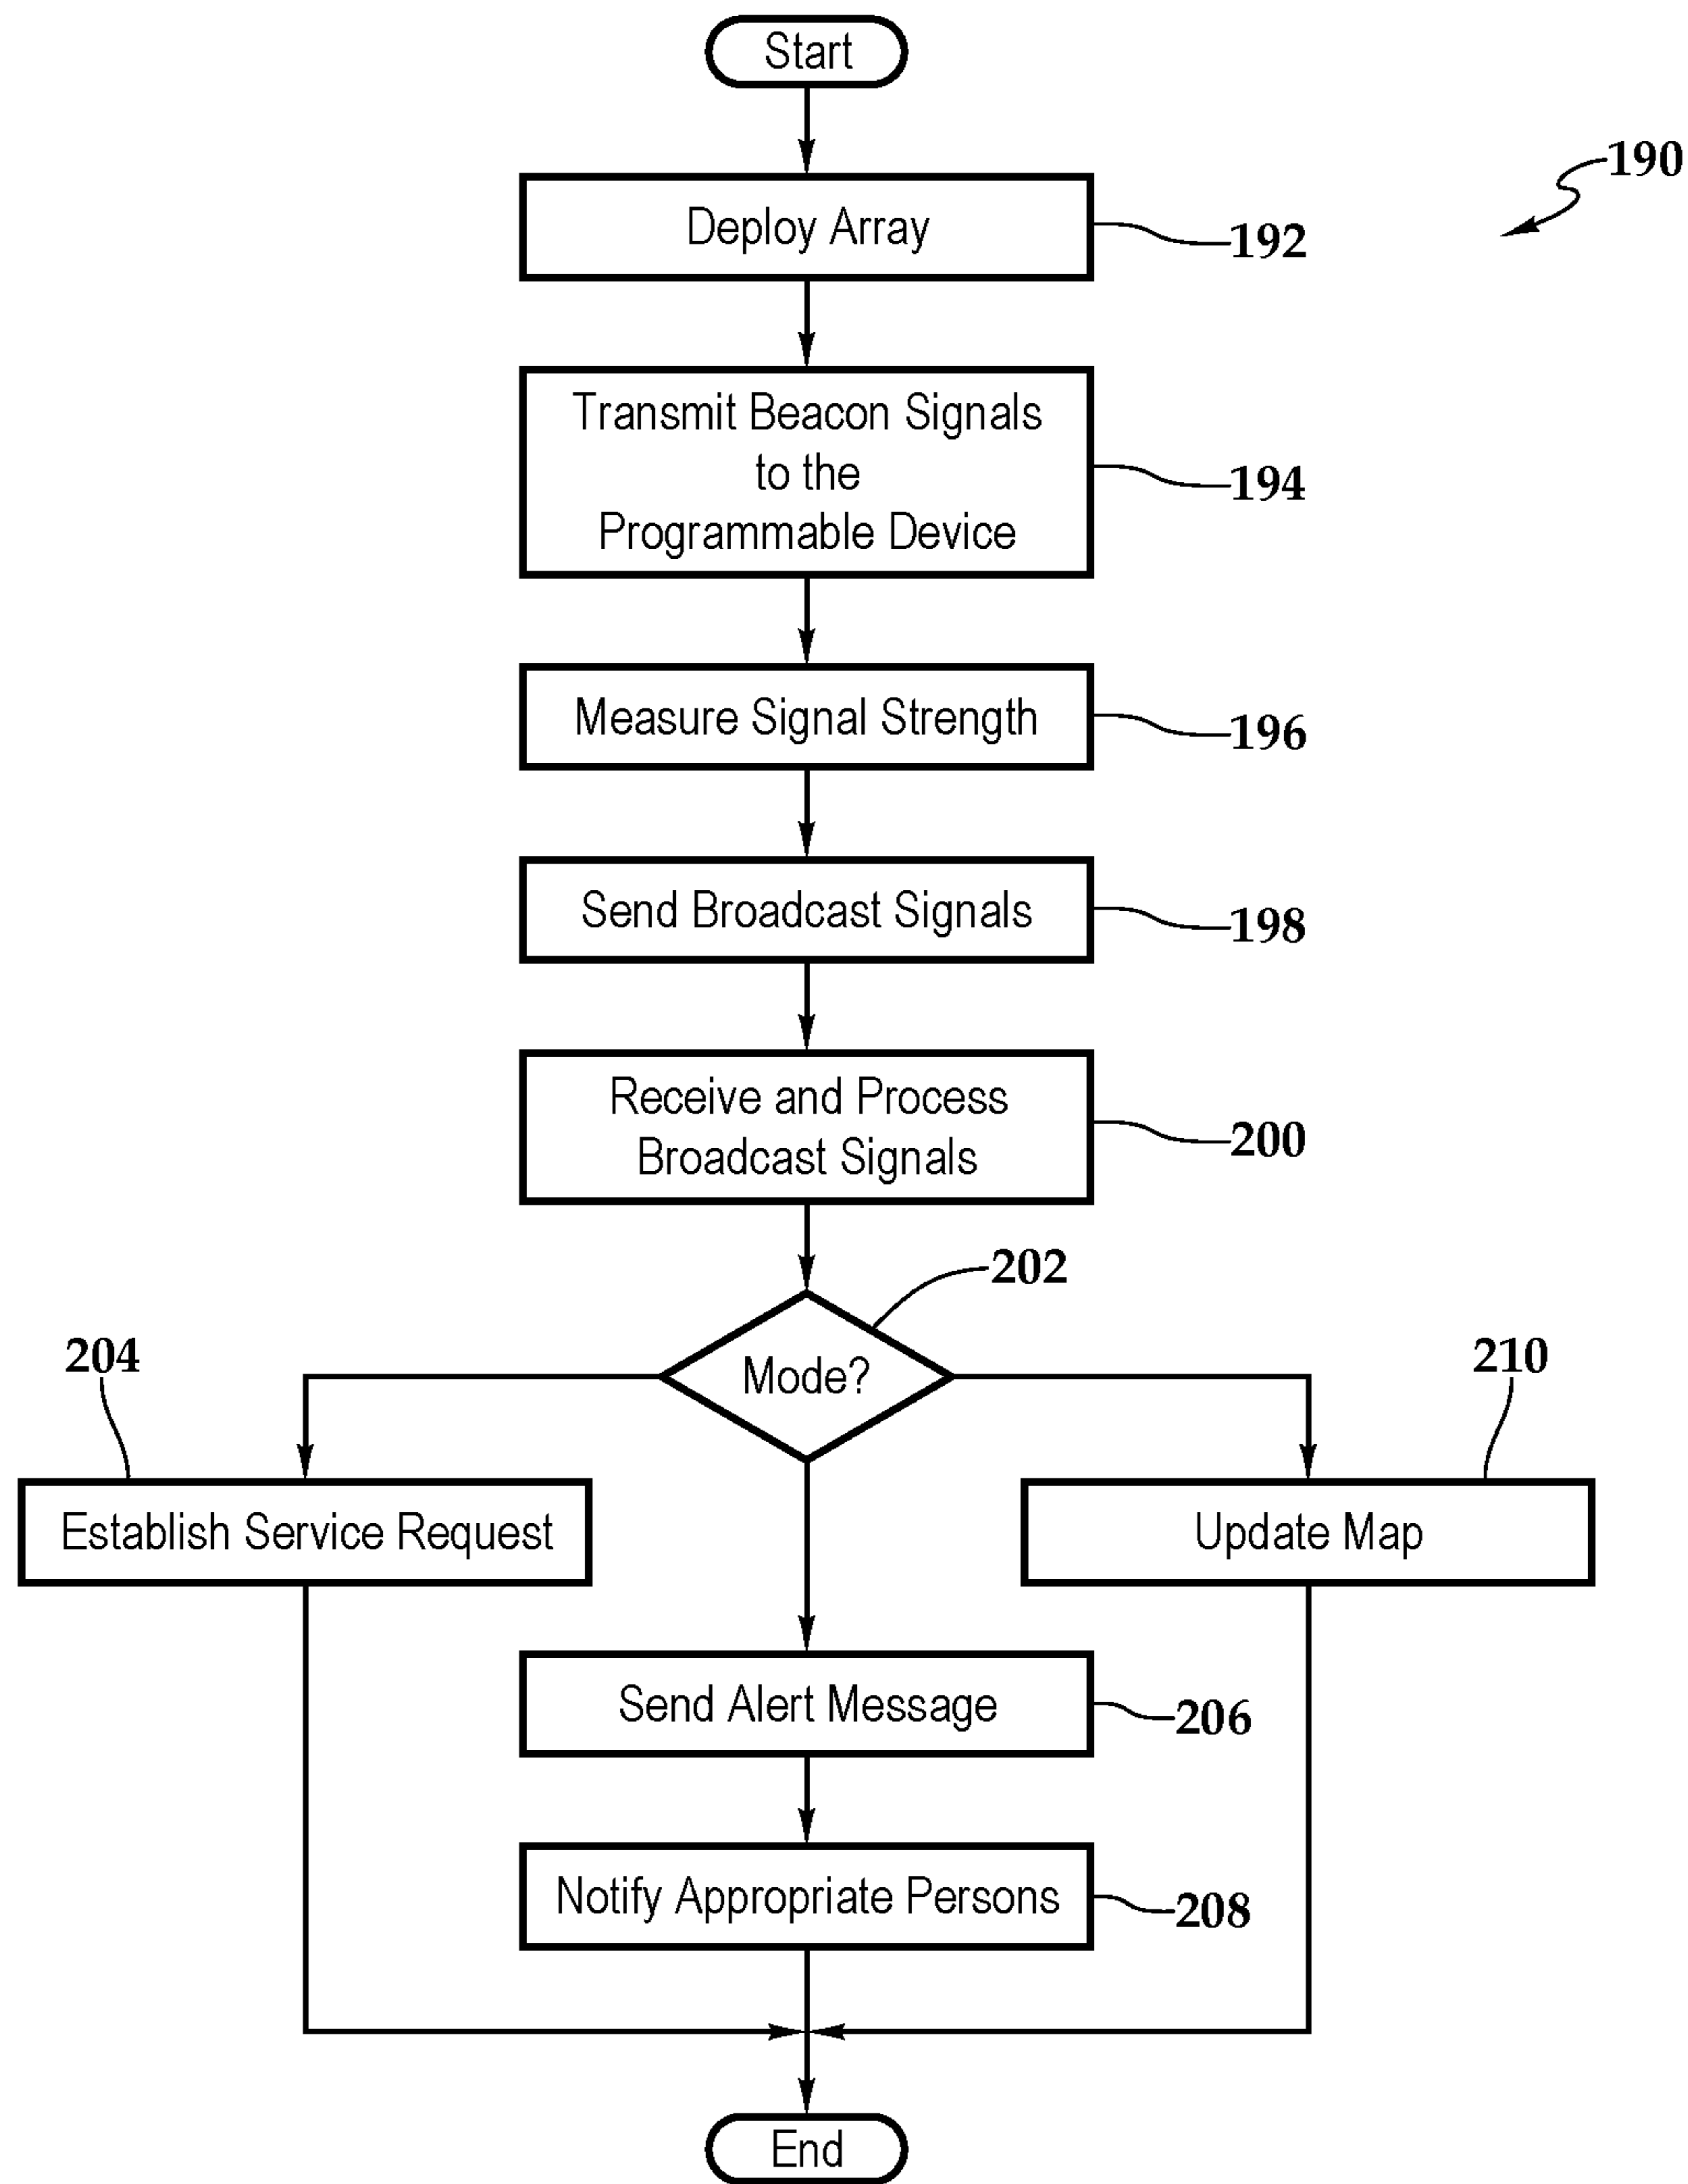 Start
190
Deploy Array
192
Transmit Beacon Signals
to the
Programmable Device
194
Measure Signal Strength
196
Send Broadcast Signals
198
Receive and Process
Broadcast Signals
200
202
Mode?
204
210
Establish Service Request
Update Map
Send Alert Message
206
Notify Appropriate Persons
208
End